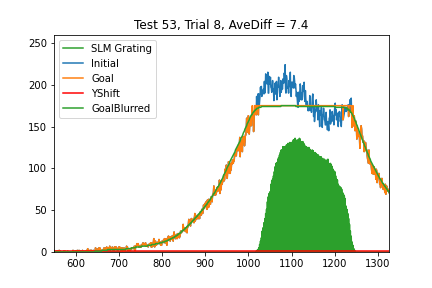 Test 53, Trial 8, AveDiff = 7.4
250
200
150
100
50
0
SLM Grating
Initial
Goal
YShift
GoalBlurred
600 700 800 900 1000 1100 1200 1300